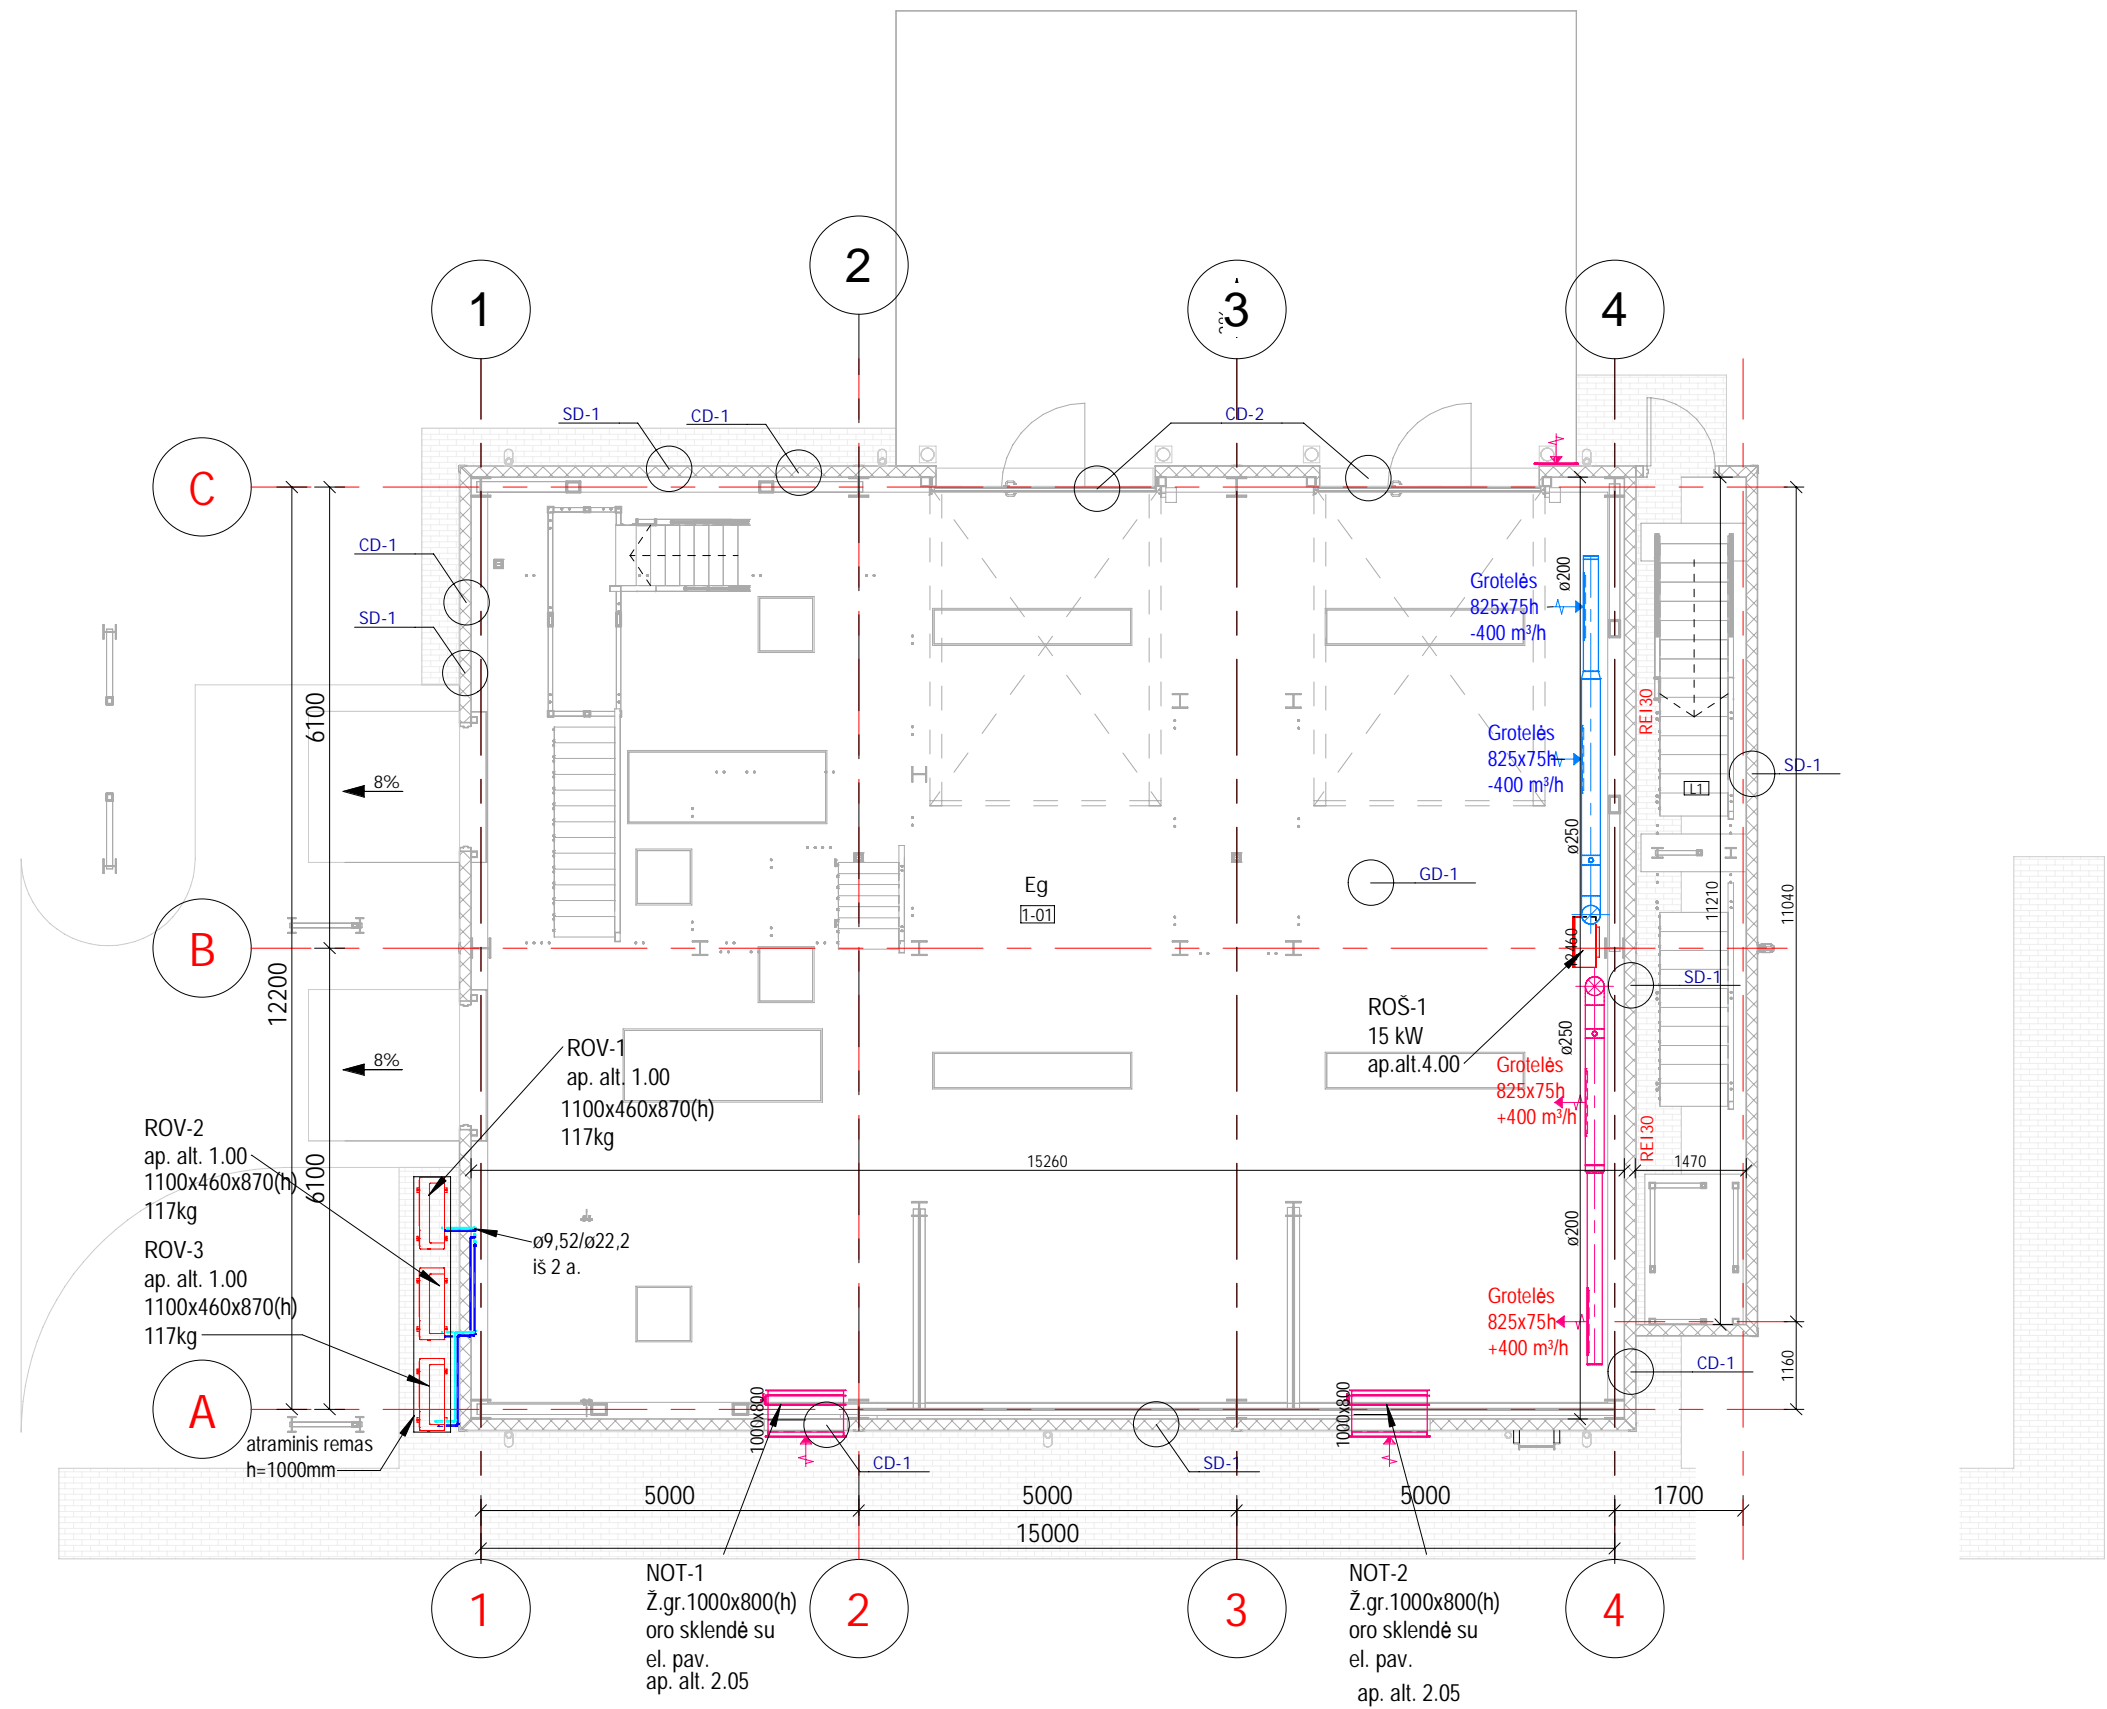 2
1
3
4
SD-1
CD-1
CD-2
C
CD-1
SD-1
Grotelės
825x75h
-400 m³/h
ø200
6100
REI30
Grotelės
825x75h
-400 m³/h
SD-1
8%
L1
ø250
GD-1
Eg
1-01
11210
11040
B
12200
SD-1
ROŠ-1
15 kW
ap.alt.4.00
ø250
ROV-1
ap. alt. 1.00
1100x460x870(h)
117kg
8%
Grotelės
825x75h
+400 m³/h
REI30
ROV-2
ap. alt. 1.00
1100x460x870(h)
117kg
6100
15260
1470
ROV-3
ap. alt. 1.00
1100x460x870(h)
117kg
ø9,52/ø22,2
iš 2 a.
ø200
Grotelės
825x75h
+400 m³/h
CD-1
1160
A
1000x800
1000x800
atraminis remas
h=1000mm
CD-1
SD-1
5000
5000
5000
1700
15000
1
2
3
4
NOT-1
Ž.gr.1000x800(h)
oro sklendė su
el. pav.
ap. alt. 2.05
NOT-2
Ž.gr.1000x800(h)
oro sklendė su
el. pav.
ap. alt. 2.05